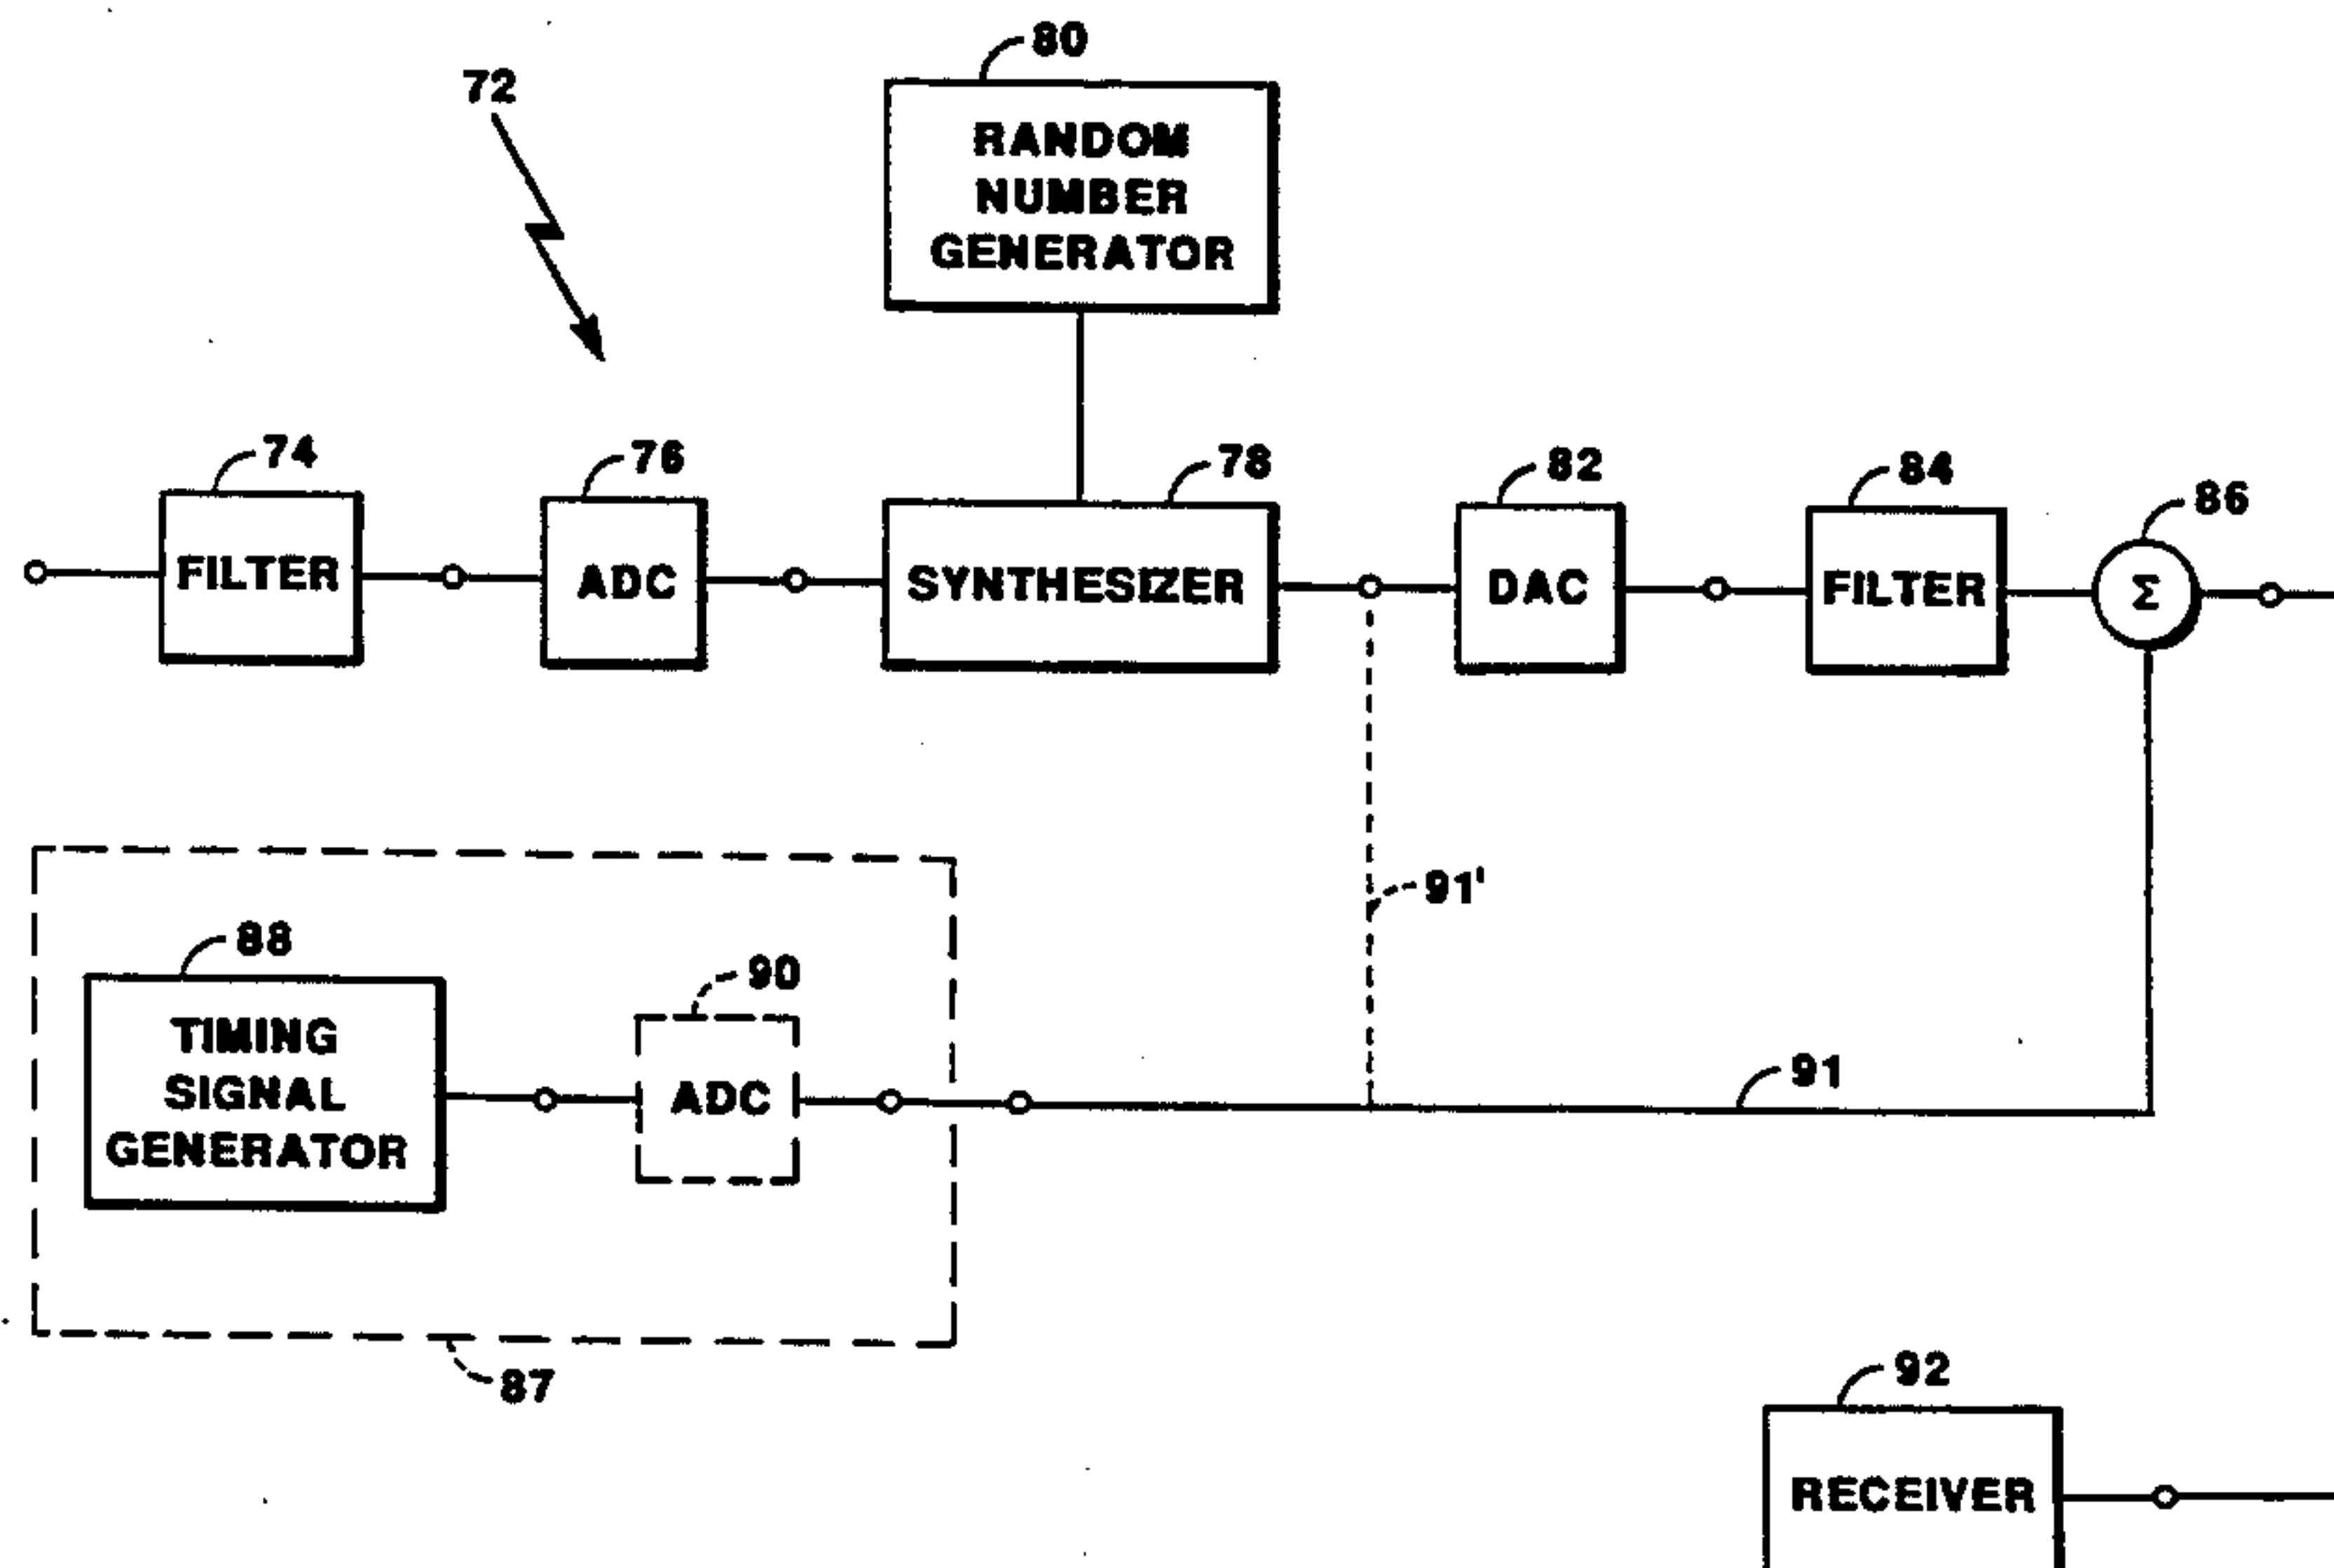 80
72
RANDOM
NUMBER
GENERATOR
74
76
78
82
84
86
FILTER
ADC
SYNTHESIZER
DAC
FILTER
Σ
91'
88
90
TIMING
SIGNAL
GENERATOR
ADC
91
87
92
RECEIVER